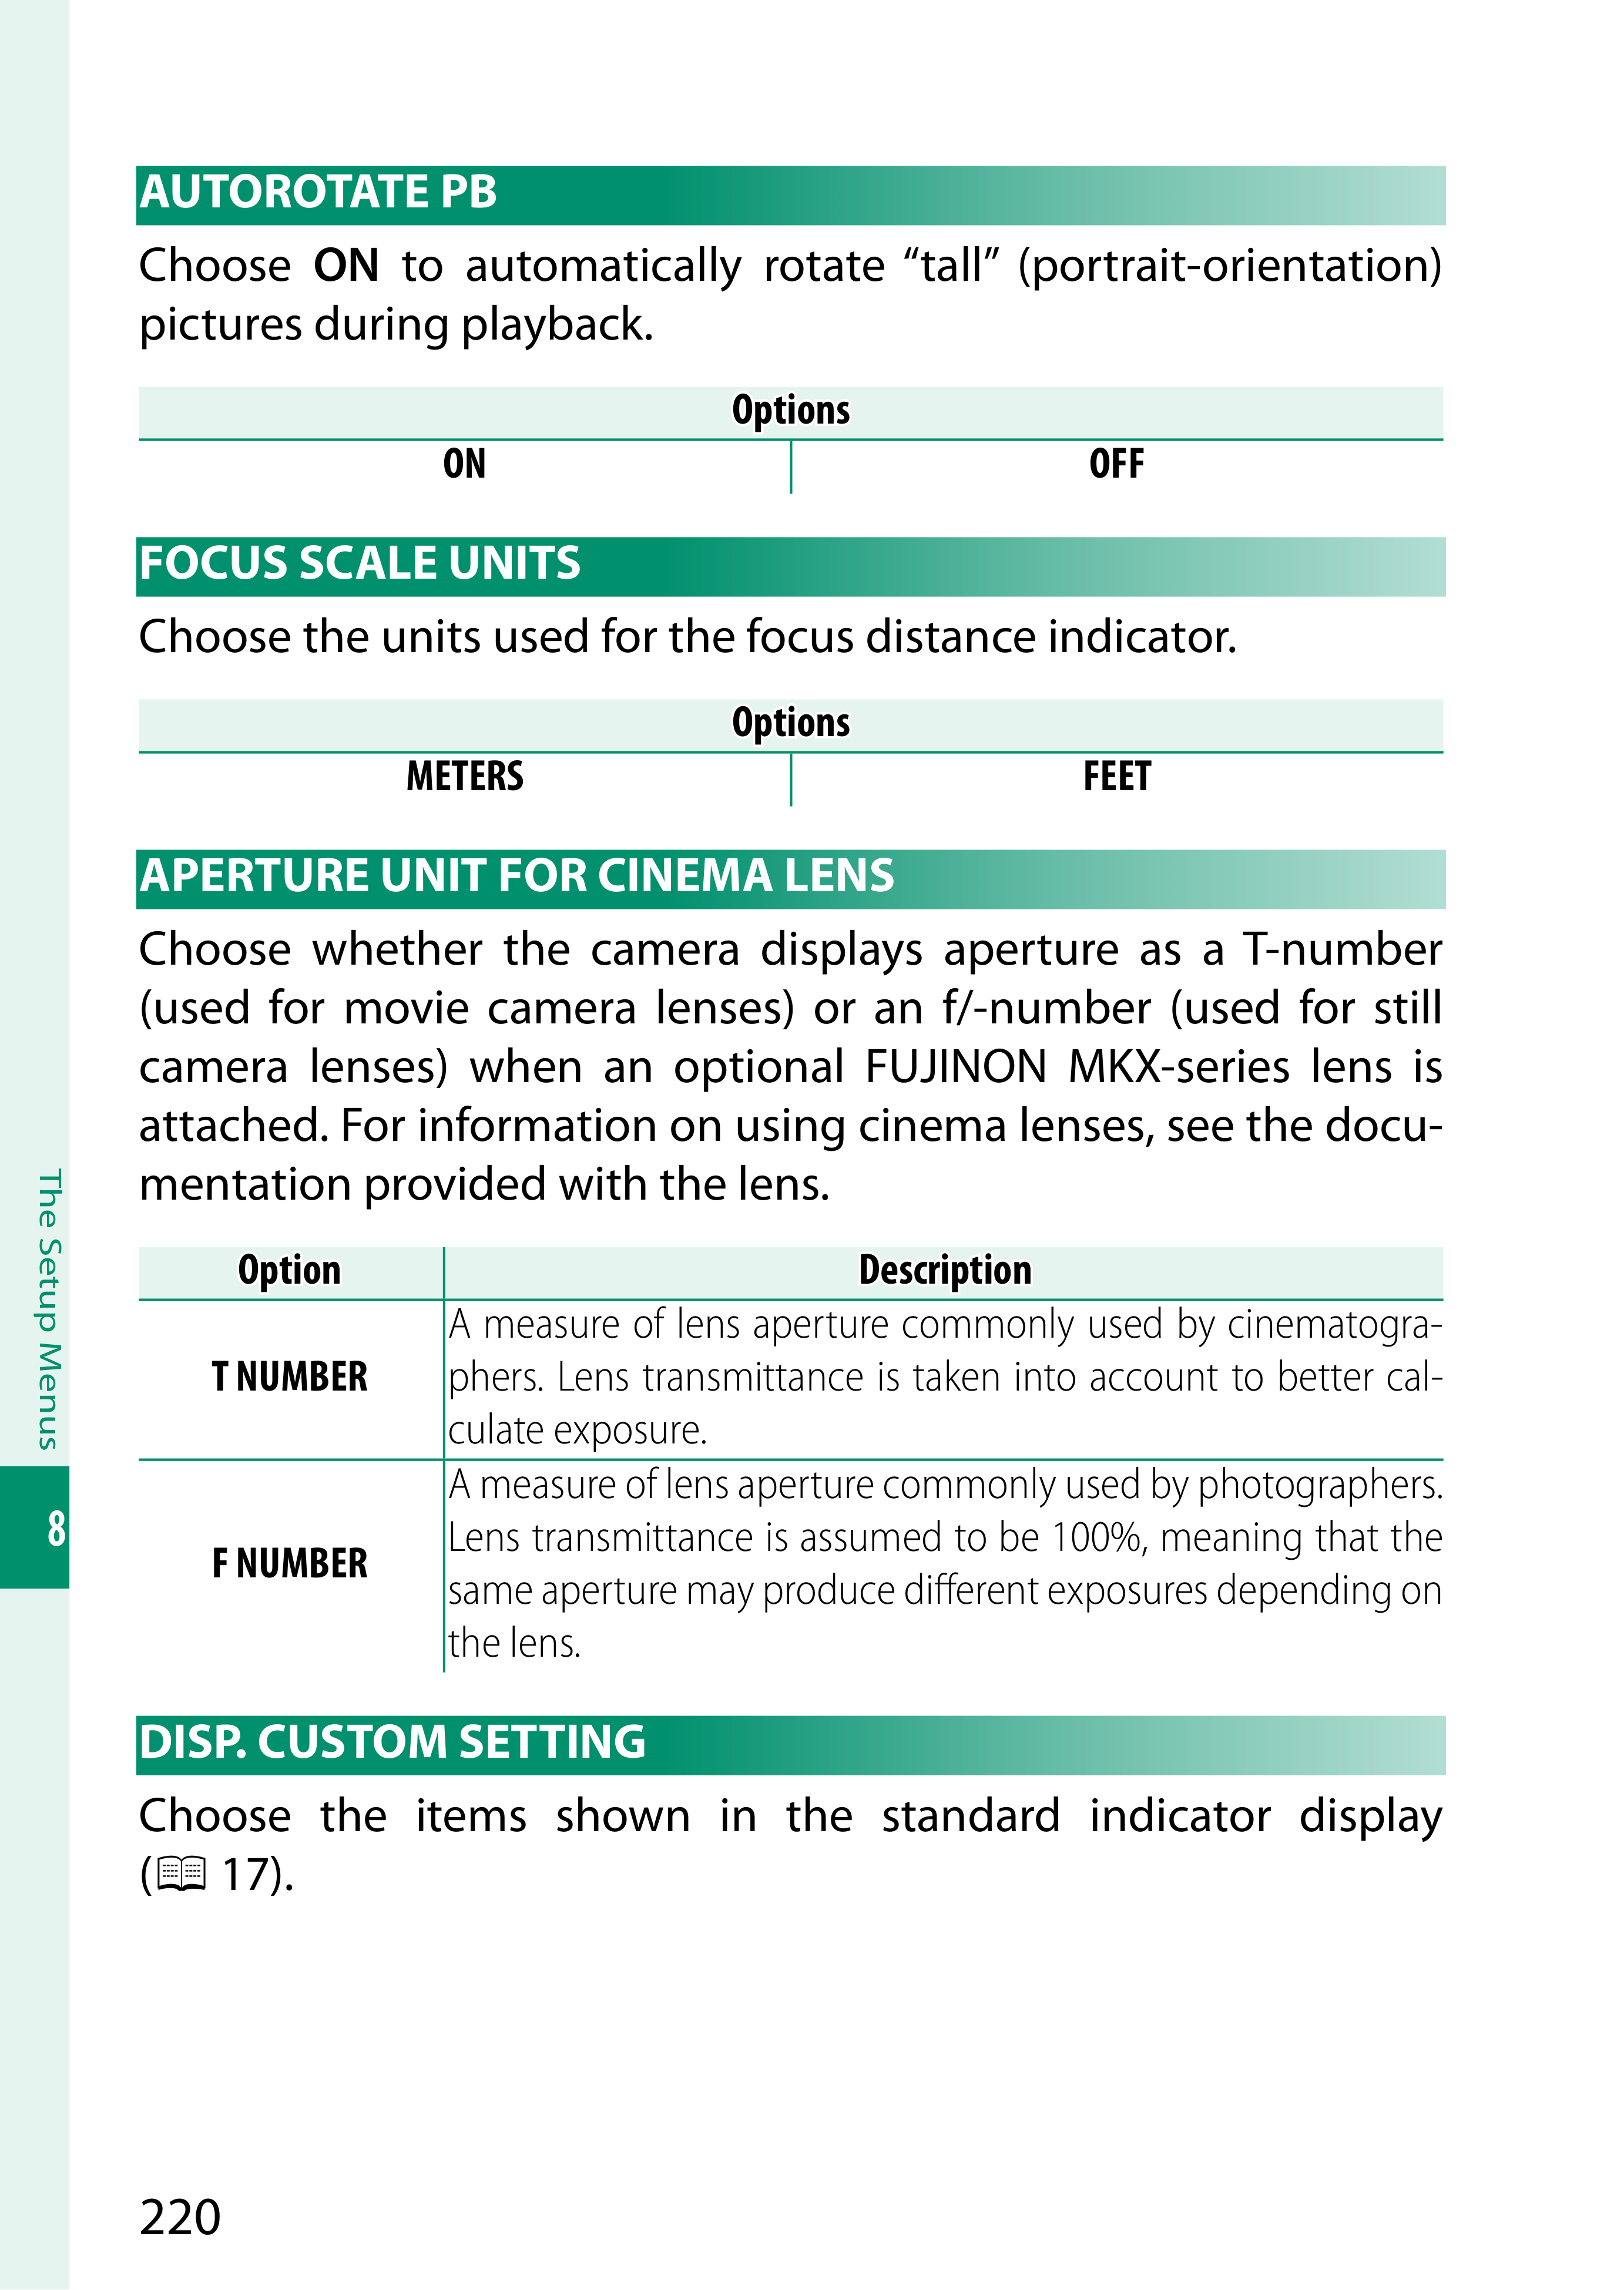 AUTOROTATE PB
Choose ON to automatically rotate “tall” (portrait-orientation)
pictures during playback.
Options
ON OFF
FOCUS SCALE UNITS
Choose the units used for the focus distance indicator.
Options
METERS FEET
APERTURE UNIT FOR CINEMA LENS
Choose whether the camera displays aperture as a T-number
(used for movie camera lenses) or an f/-number (used for still
camera lenses) when an optional FUJINON MKX-series lens is
attached. For information on using cinema lenses, see the docu-
mentation provided with the lens.
Option Description
T NUMBER
A measure of lens aperture commonly used by cinematogra-
phers. Lens transmittance is taken into account to better cal-
culate exposure.
F NUMBER
A measure of lens aperture commonly used by photographers.
Lens transmittance is assumed to be 100%, meaning that the
same aperture may produce different exposures depending on
the lens.
DISP. CUSTOM SETTING
Choose the items shown in the standard indicator display
(17).
The Setup Menus
8
220